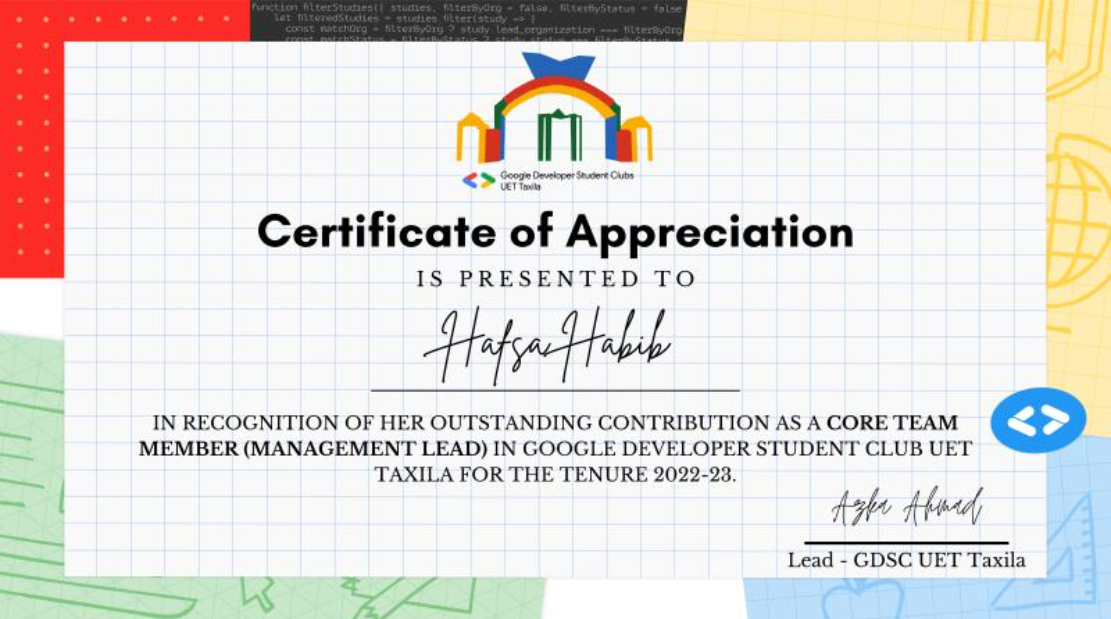 function filterStudies({ studies, filterByOrg = false, filterByStatus = false
let filteredStudies = studies.filter(study => {
const matchOrg = filterByOrg ? study.lead_organization === filterByOrg
const matchStatus = filterByStatus ? study.status === filterByStatus
Google Developer Student Clubs
UET Taxila
Certificate of Appreciation
IS PRESENTED TO
Hafsa Habib
IN RECOGNITION OF HER OUTSTANDING CONTRIBUTION AS A CORE TEAM
MEMBER (MANAGEMENT LEAD) IN GOOGLE DEVELOPER STUDENT CLUB UET
TAXILA FOR THE TENURE 2022-23.
Azka Ahmad
Lead - GDSC UET Taxila